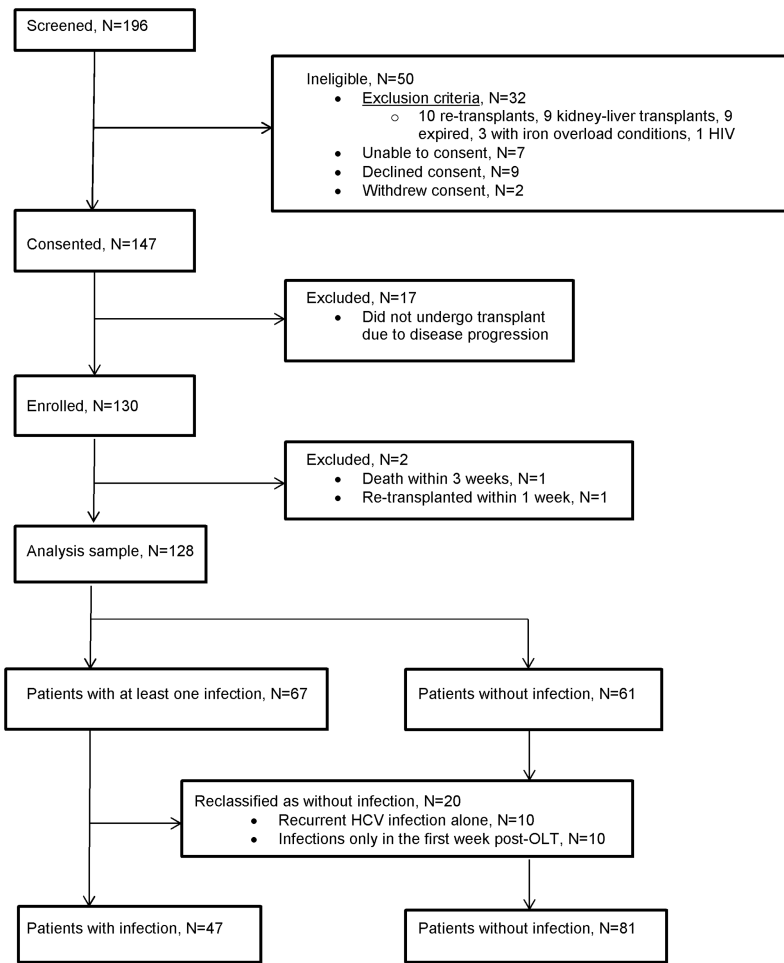 Screened, N=196
Ineligible, N=50
• Exclusion criteria, N=32
o 10 re-transplants, 9 kidney-liver transplants, 9
expired, 3 with iron overload conditions, 1 HIV
• Unable to consent, N=7
• Declined consent, N=9
• Withdrew consent, N=2
Consented, N=147
Excluded, N=17
• Did not undergo transplant
due to disease progression
Enrolled, N=130
Excluded, N=2
• Death within 3 weeks, N=1
• Re-transplanted within 1 week, N=1
Analysis sample, N=128
Patients with at least one infection, N=67
Patients without infection, N=61
Reclassified as without infection, N=20
• Recurrent HCV infection alone, N=10
• Infections only in the first week post-OLT, N=10
Patients with infection, N=47
Patients without infection, N=81